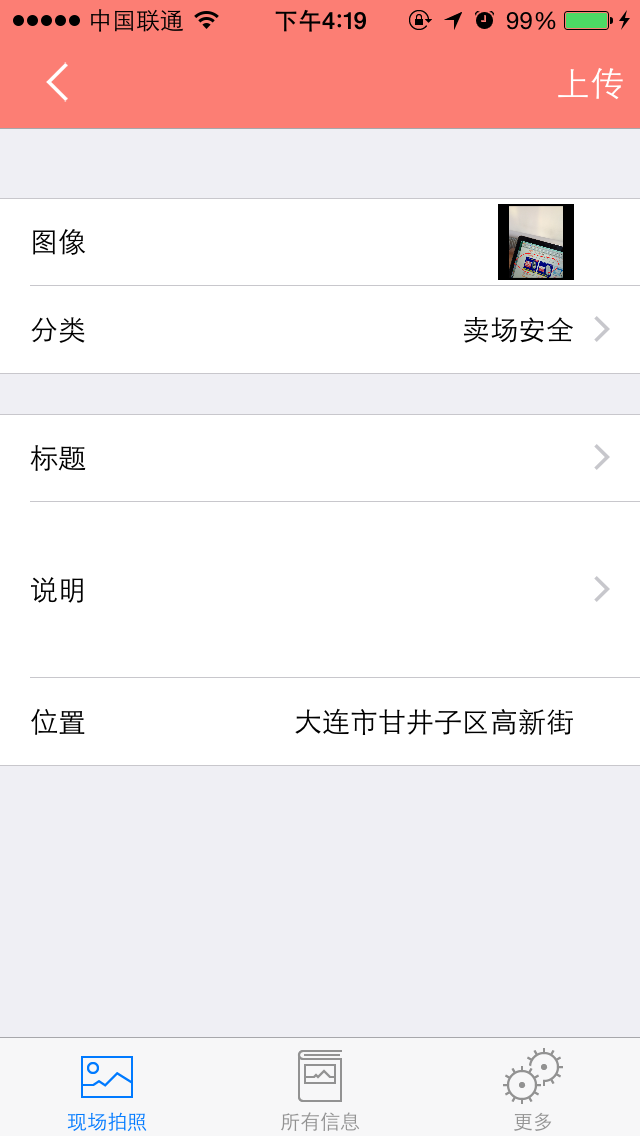 中国联通 下午4:19 99%
上传
图像
分类 卖场安全
标题
说明
位置 大连市甘井子区高新街
现场拍照 所有信息 更多